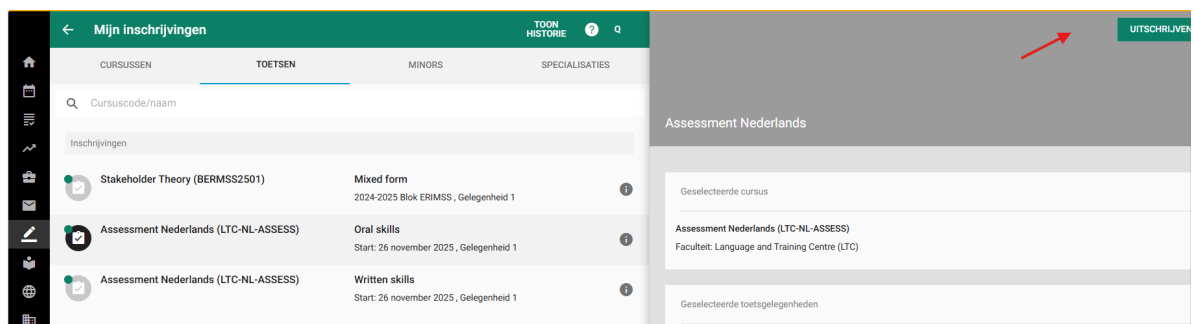 Mijn inschrijvingen
TOON
HISTORIE
?
CURSUSSEN TOETSEN MINORS SPECIALISATIES
Cursuscode/naam
Inschrijvingen
Stakeholder Theory (BERMSS2501) Mixed form
2024-2025 Blok ERIMSS , Gelegenheid 1
Assessment Nederlands (LTC-NL-ASSESS) Oral skills
Start: 26 november 2025 , Gelegenheid 1
Assessment Nederlands (LTC-NL-ASSESS) Written skills
Start: 26 november 2025 , Gelegenheid 1
UITSCHRIJVEN
Assessment Nederlands
Geselecteerde cursus
Assessment Nederlands (LTC-NL-ASSESS)
Faculteit: Language and Training Centre (LTC)
Geselecteerde toetsgelegenheden